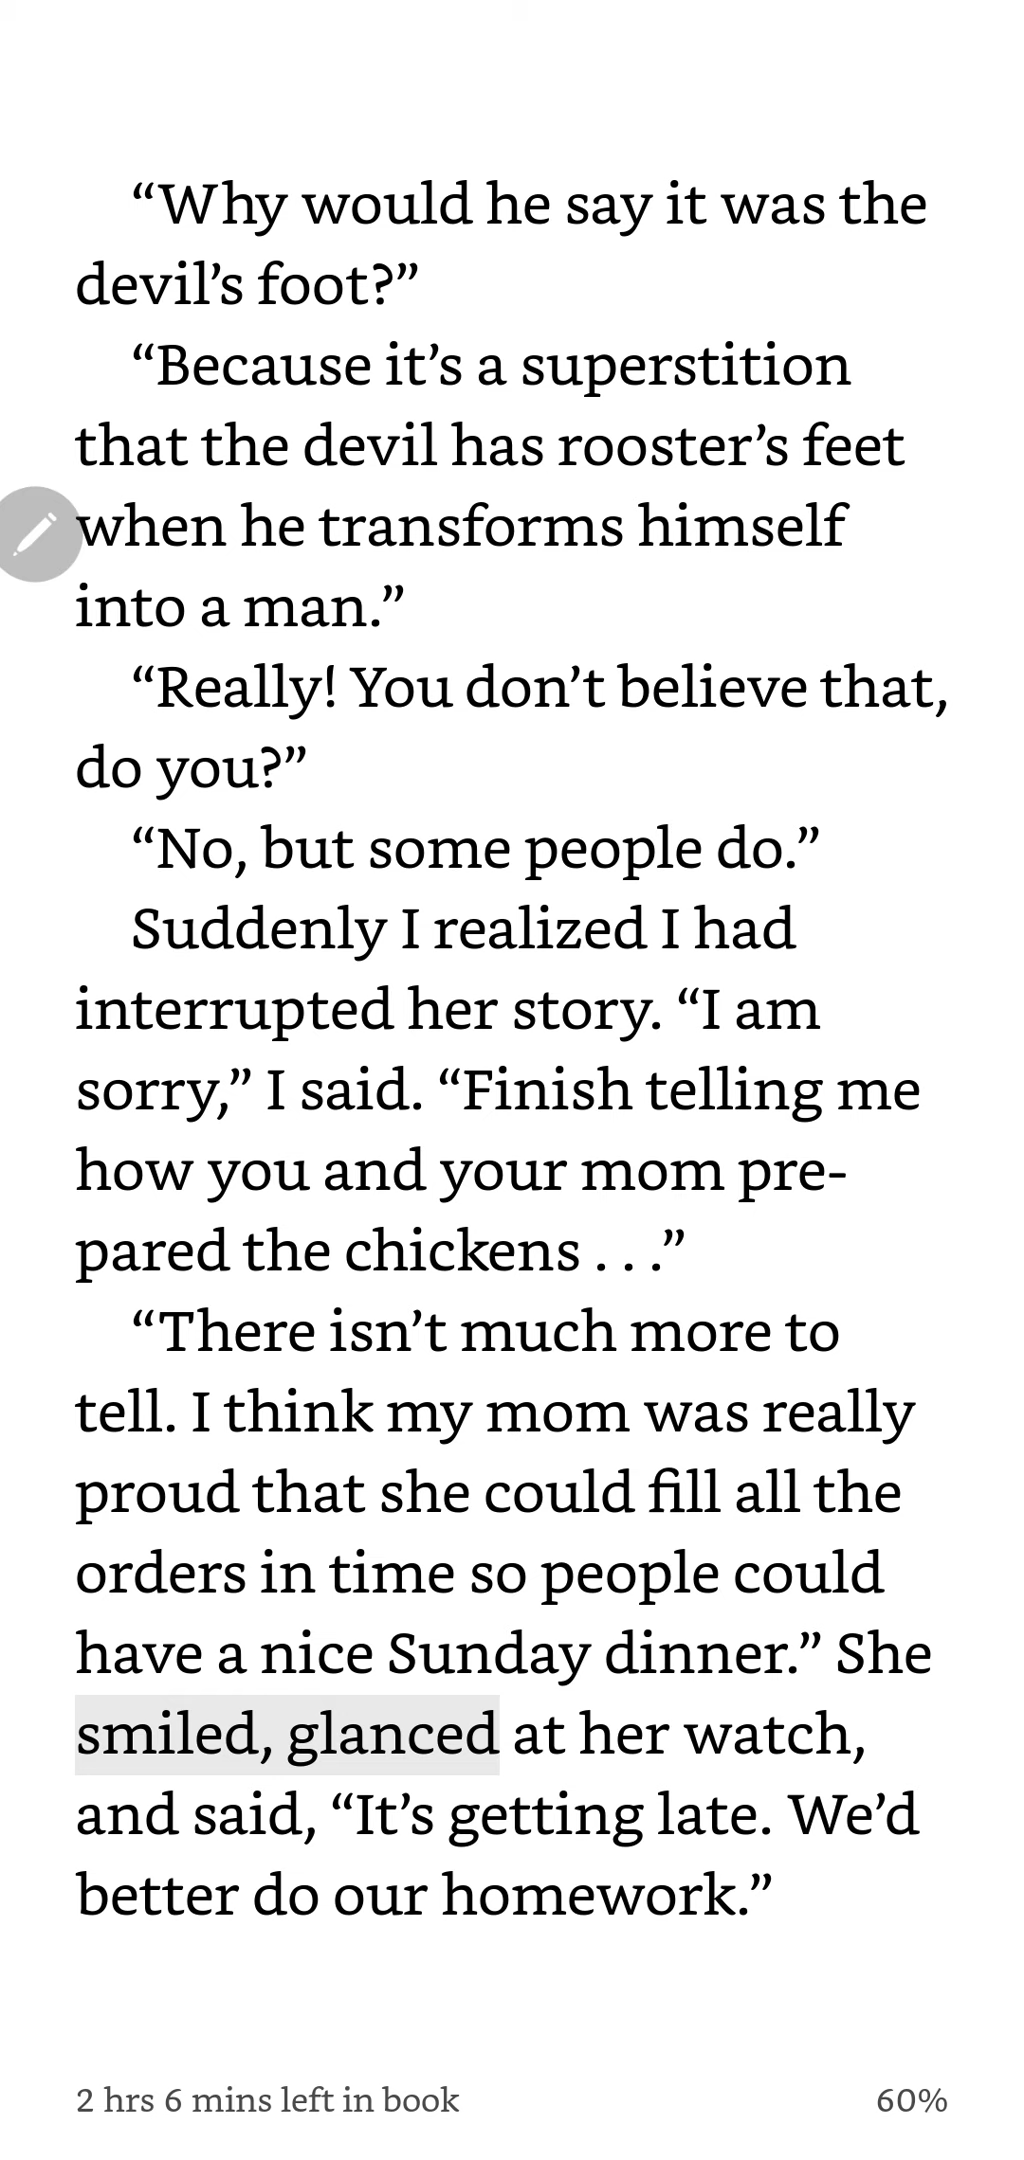 “Why would he say it was the
devil’s foot?”
“Because it’s a superstition
that the devil has rooster’s feet
when he transforms himself
into a man.”
“Really! You don’t believe that,
do you?”
“No, but some people do.”
Suddenly I realized I had
interrupted her story. “I am
sorry,” I said. “Finish telling me
how you and your mom pre-
pared the chickens . . .”
“There isn’t much more to
tell. I think my mom was really
proud that she could fill all the
orders in time so people could
have a nice Sunday dinner.” She
smiled, glanced at her watch,
and said, “It’s getting late. We’d
better do our homework.”
2 hrs 6 mins left in book 60%